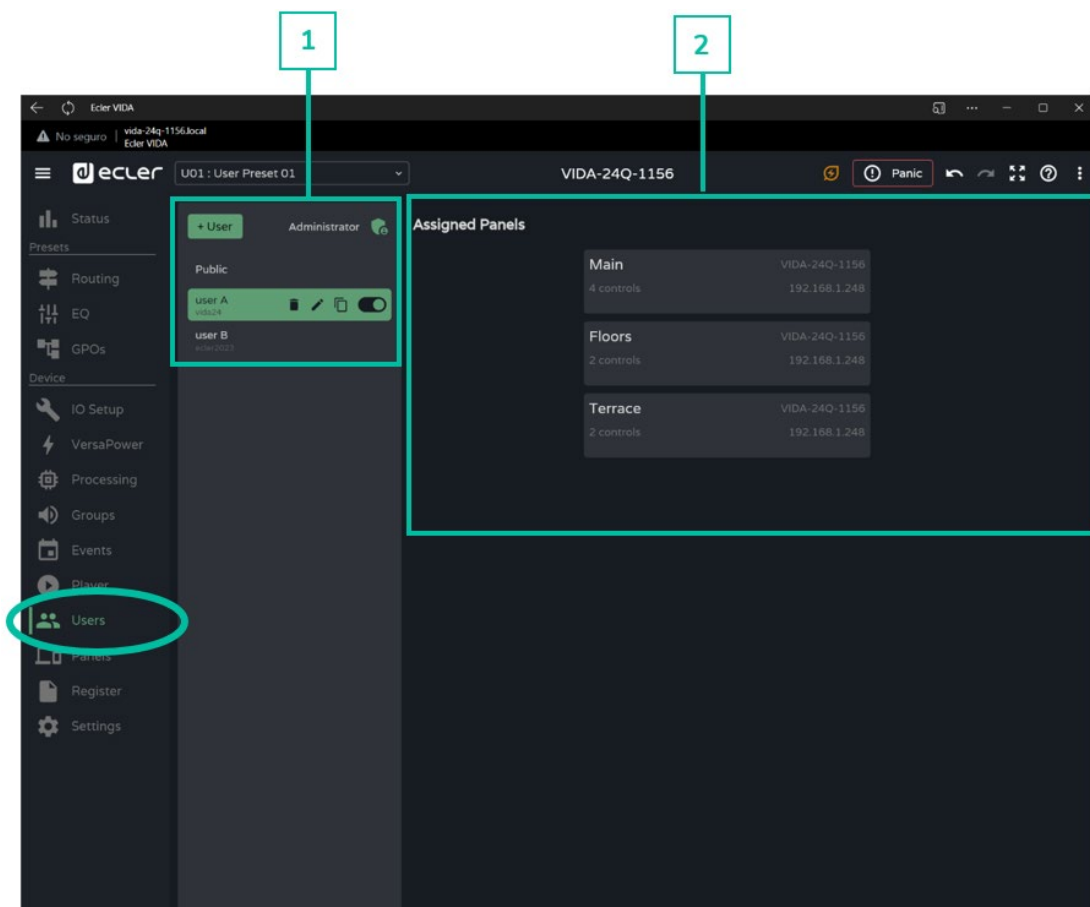 1
2
Ecler VIDA
No seguro | vida-24q-1156.local
Ecler VIDA
ecler
U01 : User Preset 01
VIDA-24Q-1156
Panic
Status
Presets
Routing
EQ
GPOs
Device
IO Setup
VersaPower
Processing
Groups
Events
Player
Users
Panels
Register
Settings
+ User
Administrator
Public
user A
vida24
user B
ecler2023
Assigned Panels
Main
VIDA-24Q-1156
4 controls
192.168.1.248
Floors
VIDA-24Q-1156
2 controls
192.168.1.248
Terrace
VIDA-24Q-1156
2 controls
192.168.1.248